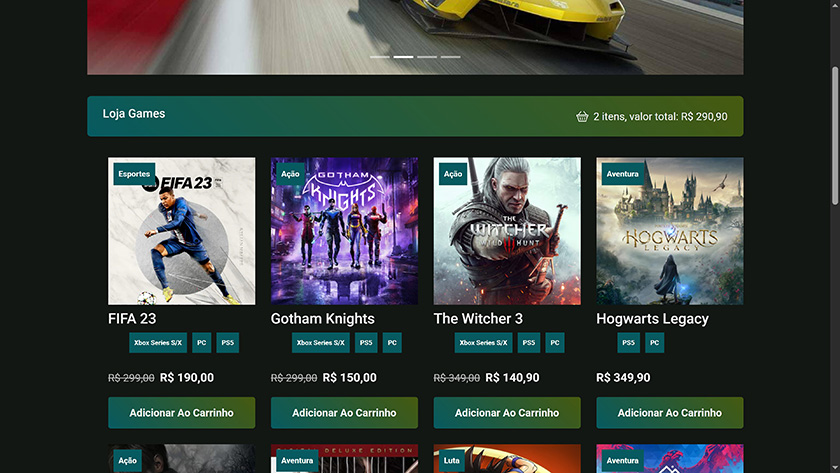 Loja Games
2 itens, valor total: R$ 290,90
Esportes
FIFA 23
Ação
GOTHAM
KNIGHTS
Ação
THE
WITCHER
WILD HUNT
Aventura
HOGWARTS
LEGACY
FIFA 23
Gotham Knights
The Witcher 3
Hogwarts Legacy
Xbox Series S/X
PC
PS5
Xbox Series S/X
PS5
PC
Xbox Series S/X
PS5
PC
PS5
PC
R$ 299,00 R$ 190,00
R$ 299,00 R$ 150,00
R$ 349,00 R$ 140,90
R$ 349,90
Adicionar Ao Carrinho
Adicionar Ao Carrinho
Adicionar Ao Carrinho
Adicionar Ao Carrinho
Ação
DELUXE EDITION
Aventura
Luta
Aventura